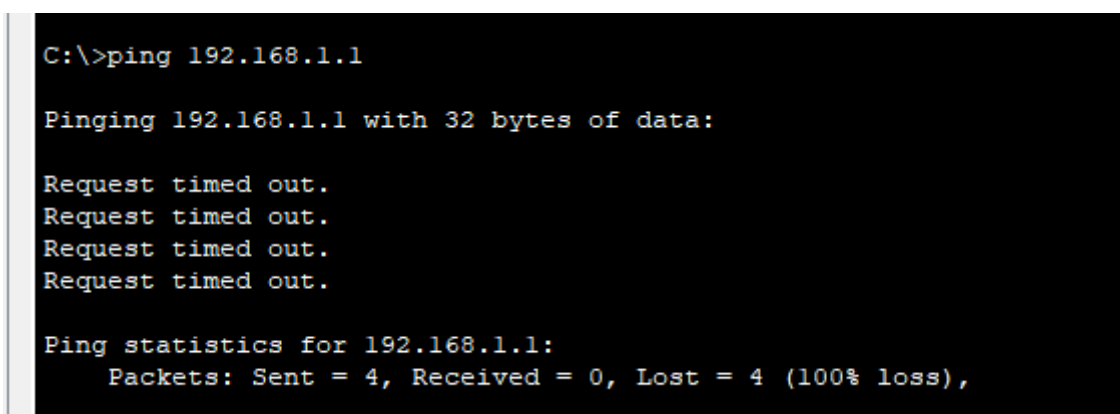 C:\>ping 192.168.1.1
Pinging 192.168.1.1 with 32 bytes of data:
Request timed out.
Request timed out.
Request timed out.
Request timed out.
Ping statistics for 192.168.1.1:
    Packets: Sent = 4, Received = 0, Lost = 4 (100% loss),